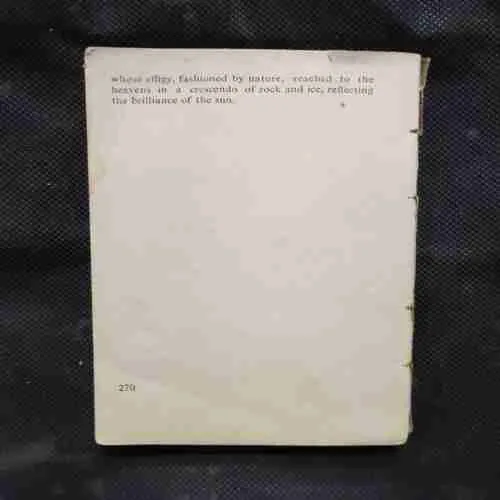 whose effigy, fashioned by nature, reached to the
heavens in a crescendo of rock and ice, reflecting
the brilliance of the sun.
270